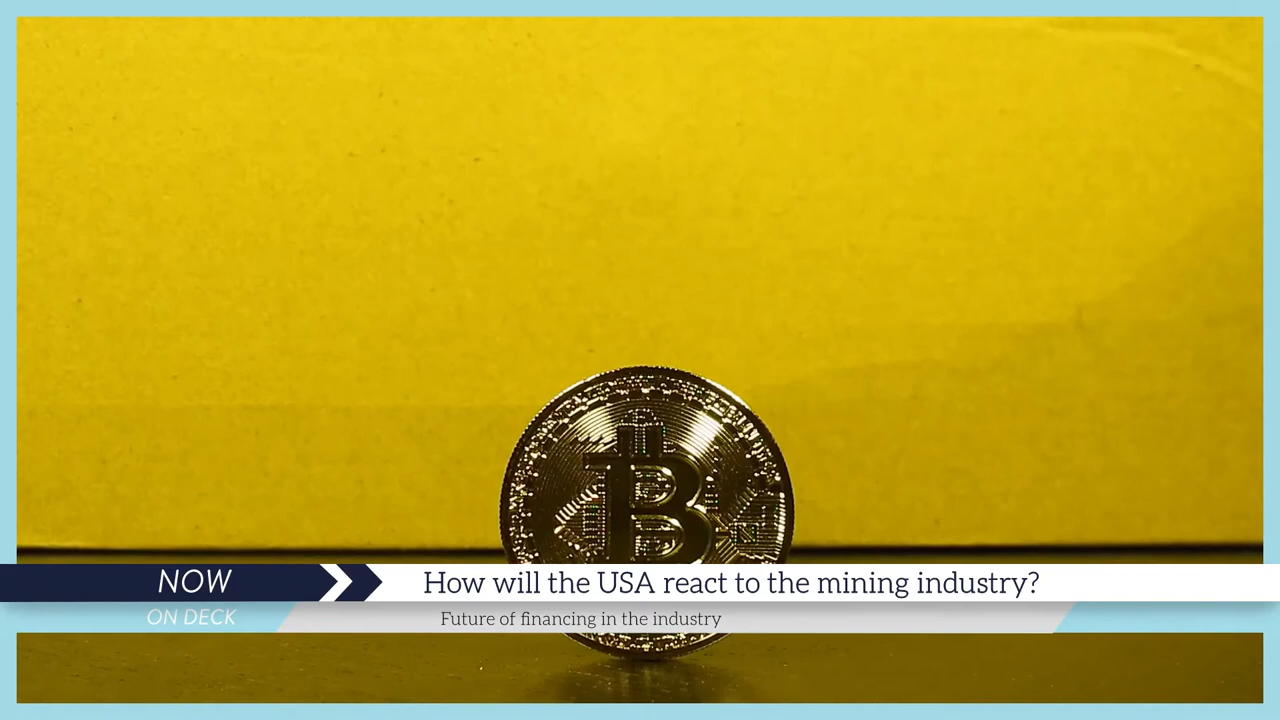 NOW
How will the USA react to the mining industry?
ON DECK
Future of financing in the industry